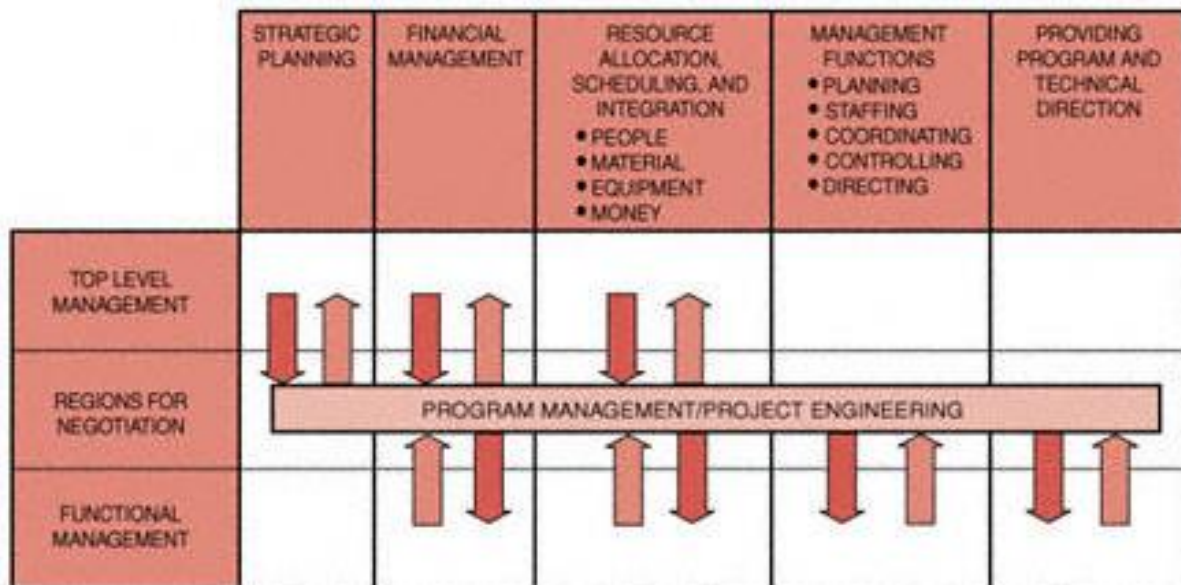 STRATEGIC
PLANNING
FINANCIAL
MANAGEMENT
RESOURCE
ALLOCATION,
SCHEDULING, AND
INTEGRATION
• PEOPLE
• MATERIAL
• EQUIPMENT
• MONEY
MANAGEMENT
FUNCTIONS
• PLANNING
• STAFFING
• COORDINATING
• CONTROLLING
• DIRECTING
PROVIDING
PROGRAM AND
TECHNICAL
DIRECTION
TOP LEVEL
MANAGEMENT
REGIONS FOR
NEGOTIATION
PROGRAM MANAGEMENT/PROJECT ENGINEERING
FUNCTIONAL
MANAGEMENT